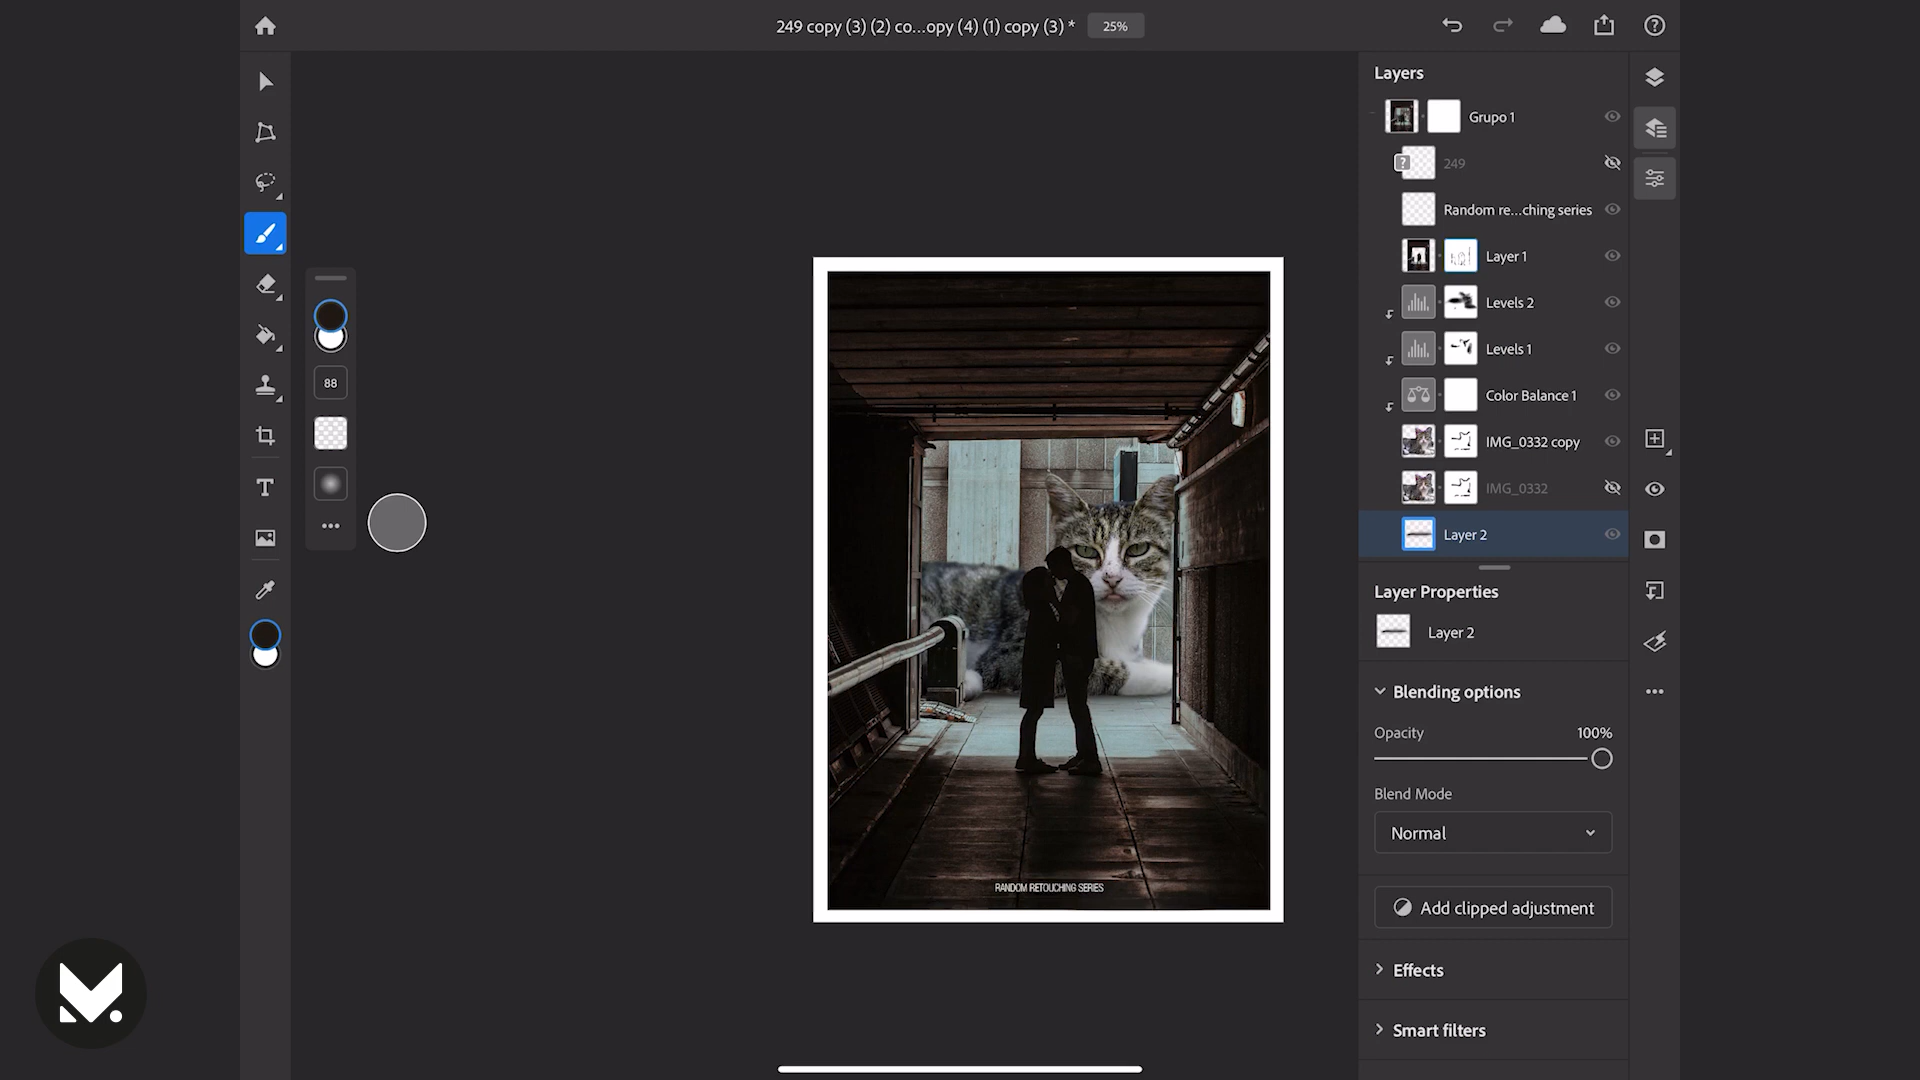 249 copy (3) (2) co...opy (4) (1) copy (3) *
25%
Layers
Grupo 1
?
249
Random re...ching series
Layer 1
Levels 2
Levels 1
Color Balance 1
IMG_0332 copy
IMG_0332
Layer 2
88
Layer Properties
Layer 2
Blending options
Opacity
100%
Blend Mode
Normal
Add clipped adjustment
Effects
Smart filters
RANDOM RETOUCHING SERIES
M.